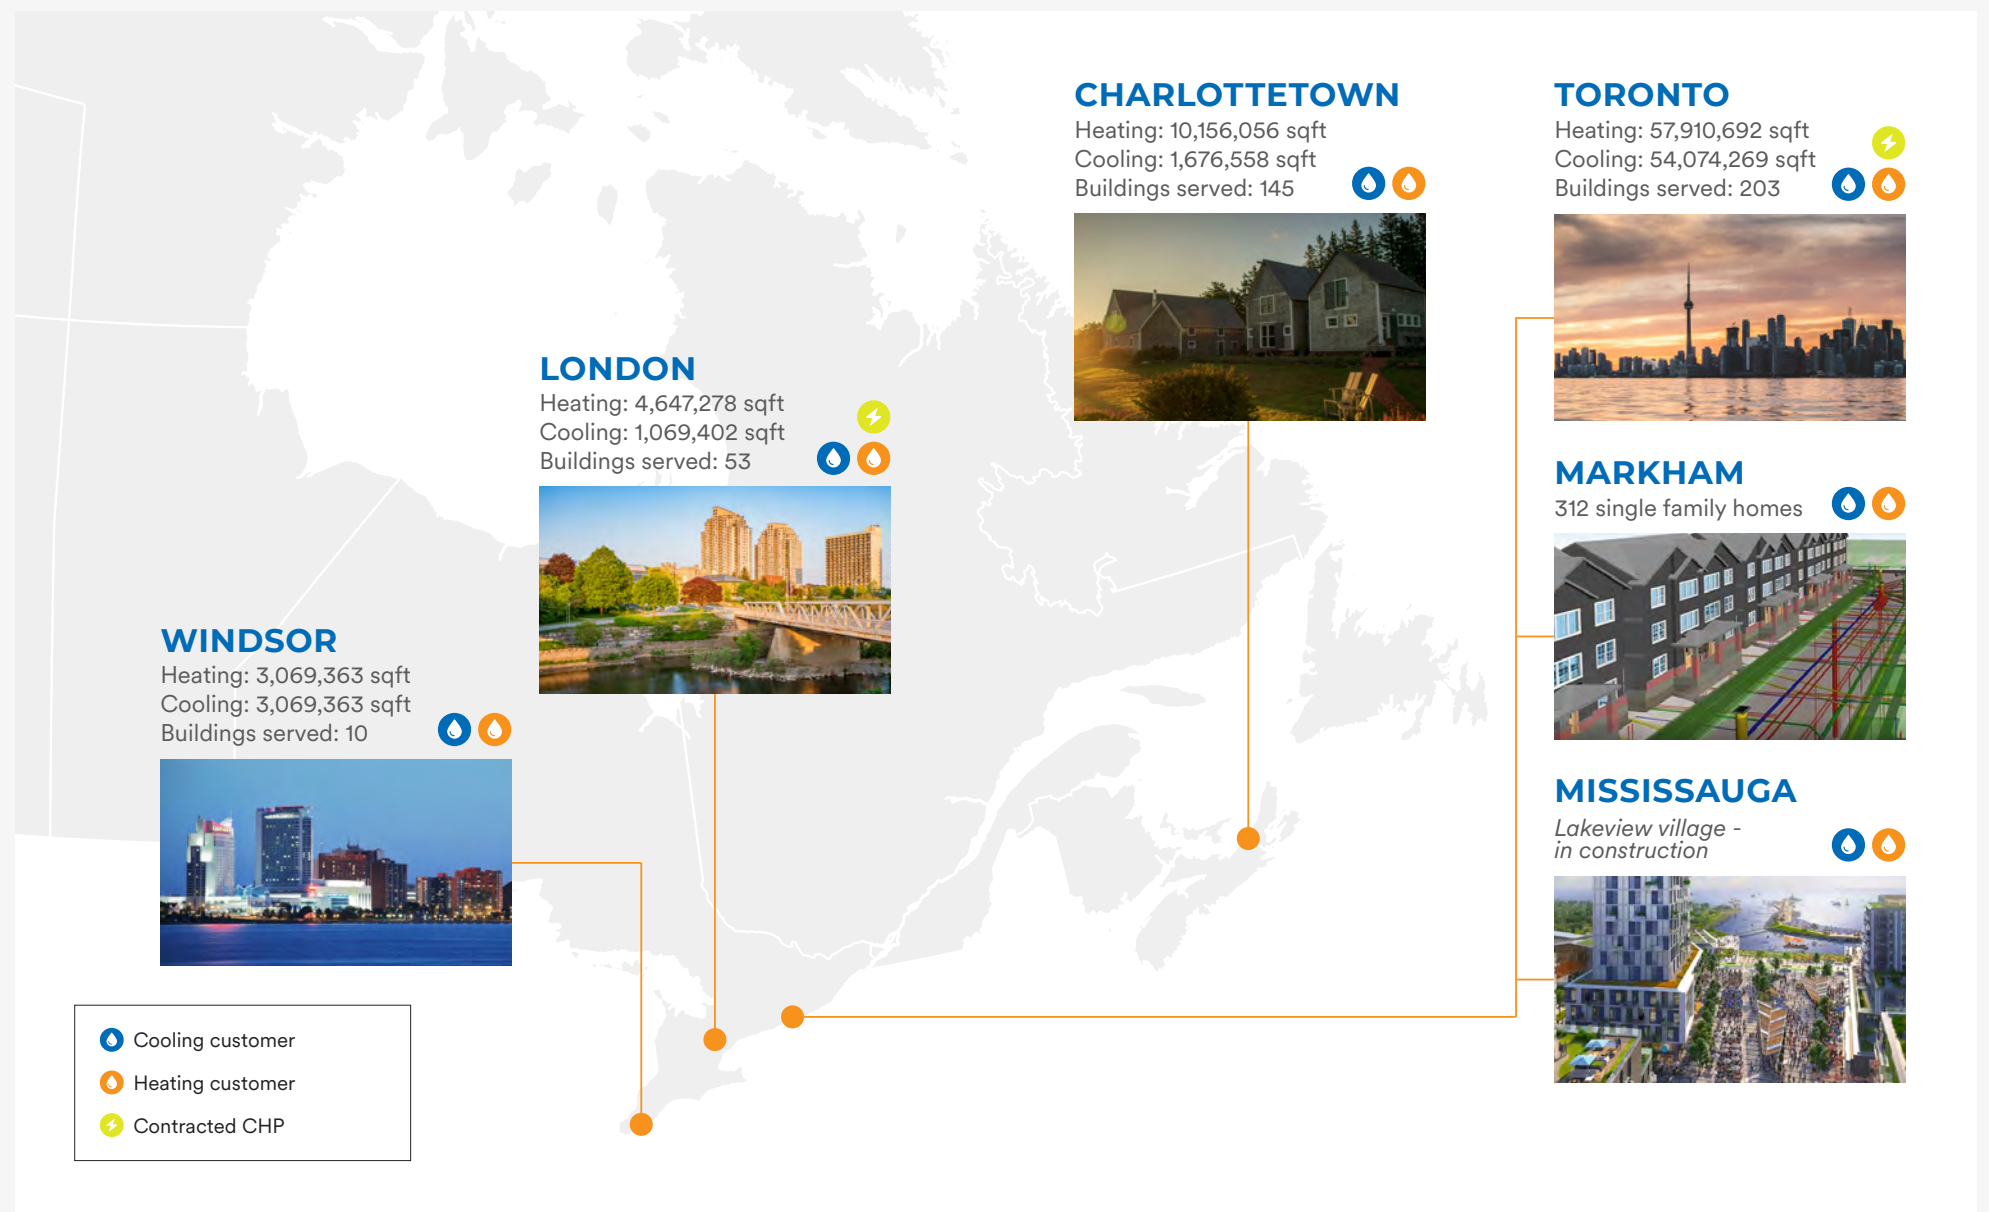 CHARLOTTETOWN
Heating: 10,156,056 sqft
Cooling: 1,676,558 sqft
Buildings served: 145
TORONTO
Heating: 57,910,692 sqft
Cooling: 54,074,269 sqft
Buildings served: 203
LONDON
Heating: 4,647,278 sqft
Cooling: 1,069,402 sqft
Buildings served: 53
MARKHAM
312 single family homes
WINDSOR
Heating: 3,069,363 sqft
Cooling: 3,069,363 sqft
Buildings served: 10
MISSISSAUGA
Lakeview village -
in construction
Cooling customer
Heating customer
Contracted CHP